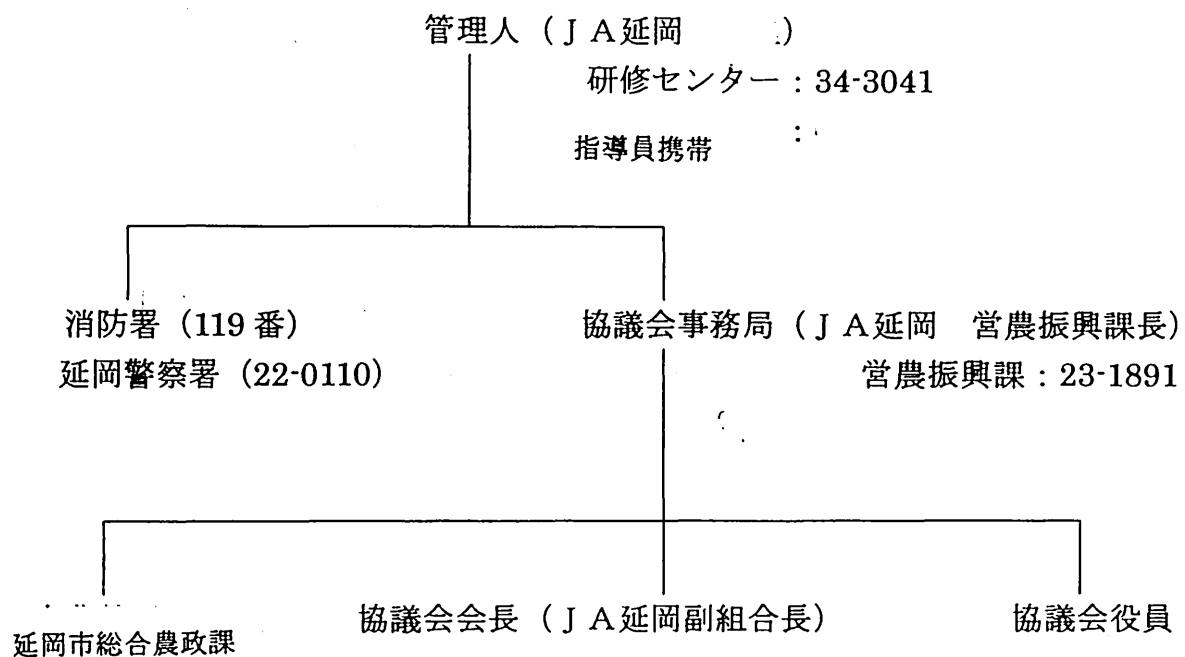 管理人（ＪＡ延岡　　　）
研修センター：34-3041
指導員携帯　　：
消防署（119 番）
延岡警察署（22-0110）
協議会事務局（ＪＡ延岡　営農振興課長）
営農振興課：23-1891
延岡市総合農政課
協議会会長（ＪＡ延岡副組合長）
協議会役員